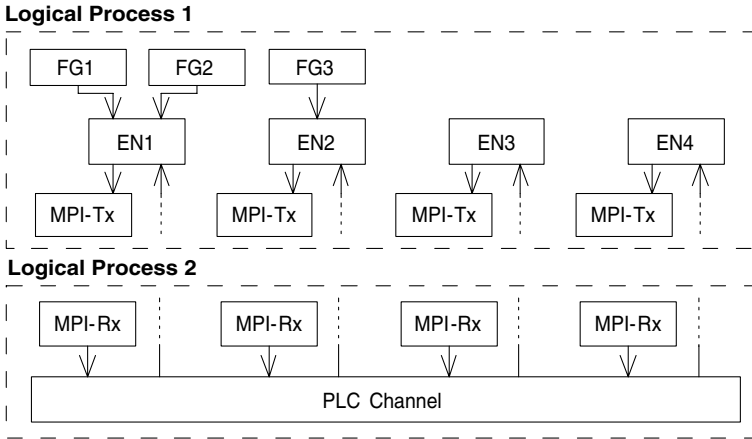 Logical Process 1
FG1 FG2 FG3
EN1 EN2 EN3 EN4
MPI-Tx MPI-Tx MPI-Tx MPI-Tx
Logical Process 2
MPI-Rx MPI-Rx MPI-Rx MPI-Rx
PLC Channel